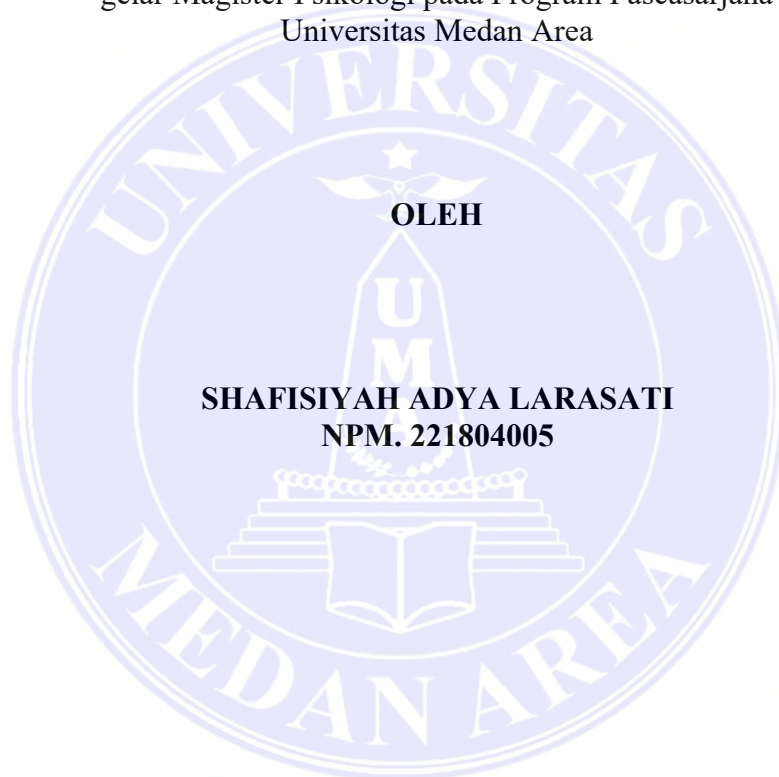 gelar Magister Psikologi pada Program Pascasarjana
Universitas Medan Area
UNIVERSITAS
OLEH
U
M
A
SHAFISIYAH ADYA LARASATI
NPM. 221804005
MEDAN AREA